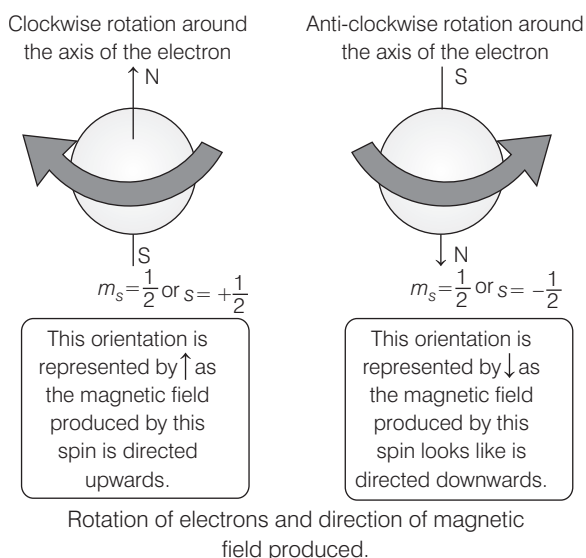 Clockwise rotation around
the axis of the electron
N
S
m_s = 1/2 or s = +1/2
This orientation is
represented by ↑ as
the magnetic field
produced by this
spin is directed
upwards.
Anti-clockwise rotation around
the axis of the electron
S
N
m_s = 1/2 or s = −1/2
This orientation is
represented by ↓ as
the magnetic field
produced by this
spin looks like is
directed downwards.
Rotation of electrons and direction of magnetic
field produced.